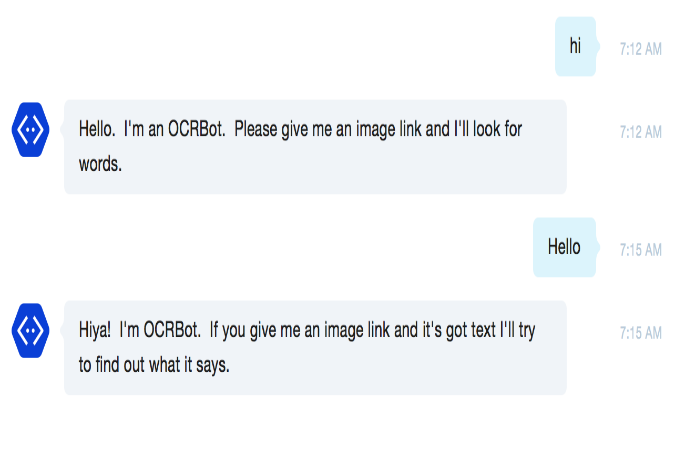 hi
7:12 AM
Hello.  I'm an OCRBot.  Please give me an image link and I'll look for
7:12 AM
words.
Hello
7:15 AM
Hiya!  I'm OCRBot.  If you give me an image link and it's got text I'll try
7:15 AM
to find out what it says.